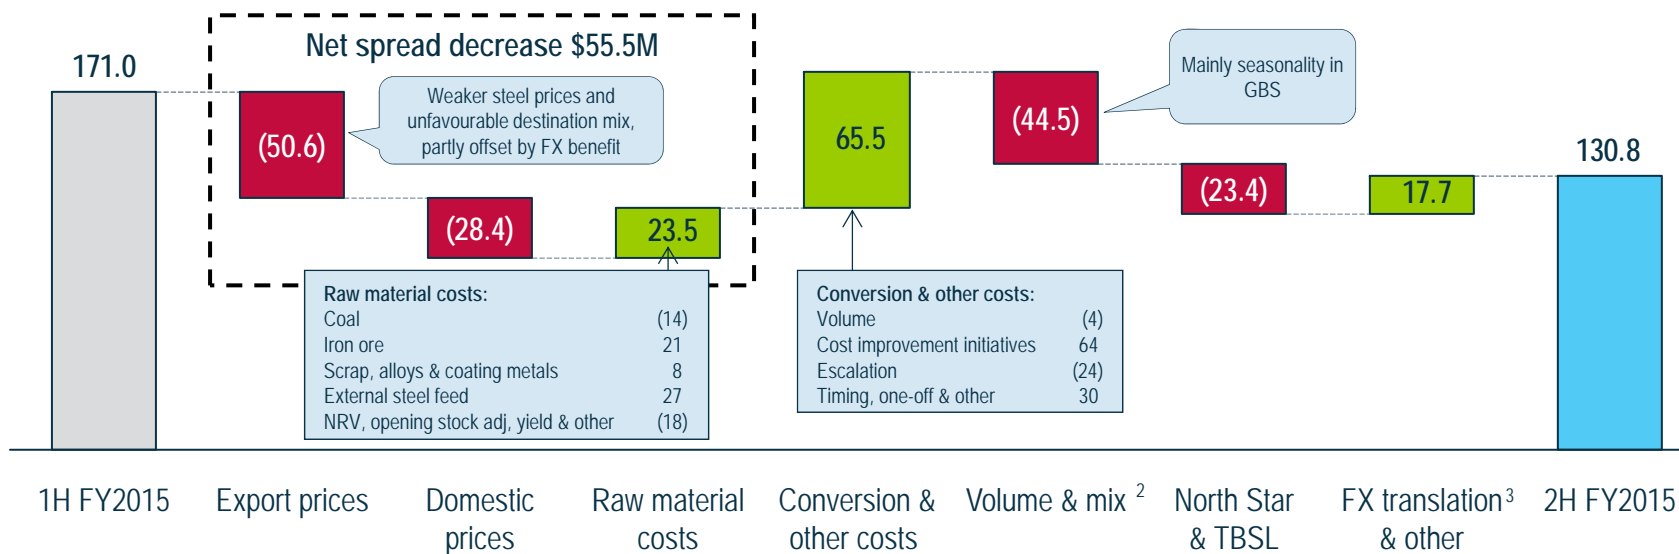 Net spread decrease $55.5M
171.0
(50.6)
Weaker steel prices and
unfavourable destination mix,
partly offset by FX benefit
(28.4)
23.5
65.5
(44.5)
Mainly seasonality in
GBS
(23.4)
17.7
130.8
Raw material costs:
Coal (14)
Iron ore 21
Scrap, alloys & coating metals 8
External steel feed 27
NRV, opening stock adj, yield & other (18)
Conversion & other costs:
Volume (4)
Cost improvement initiatives 64
Escalation (24)
Timing, one-off & other 30
1H FY2015
Export prices
Domestic
prices
Raw material
costs
Conversion &
other costs
Volume & mix 2
North Star
& TBSL
FX translation3
& other
2H FY2015